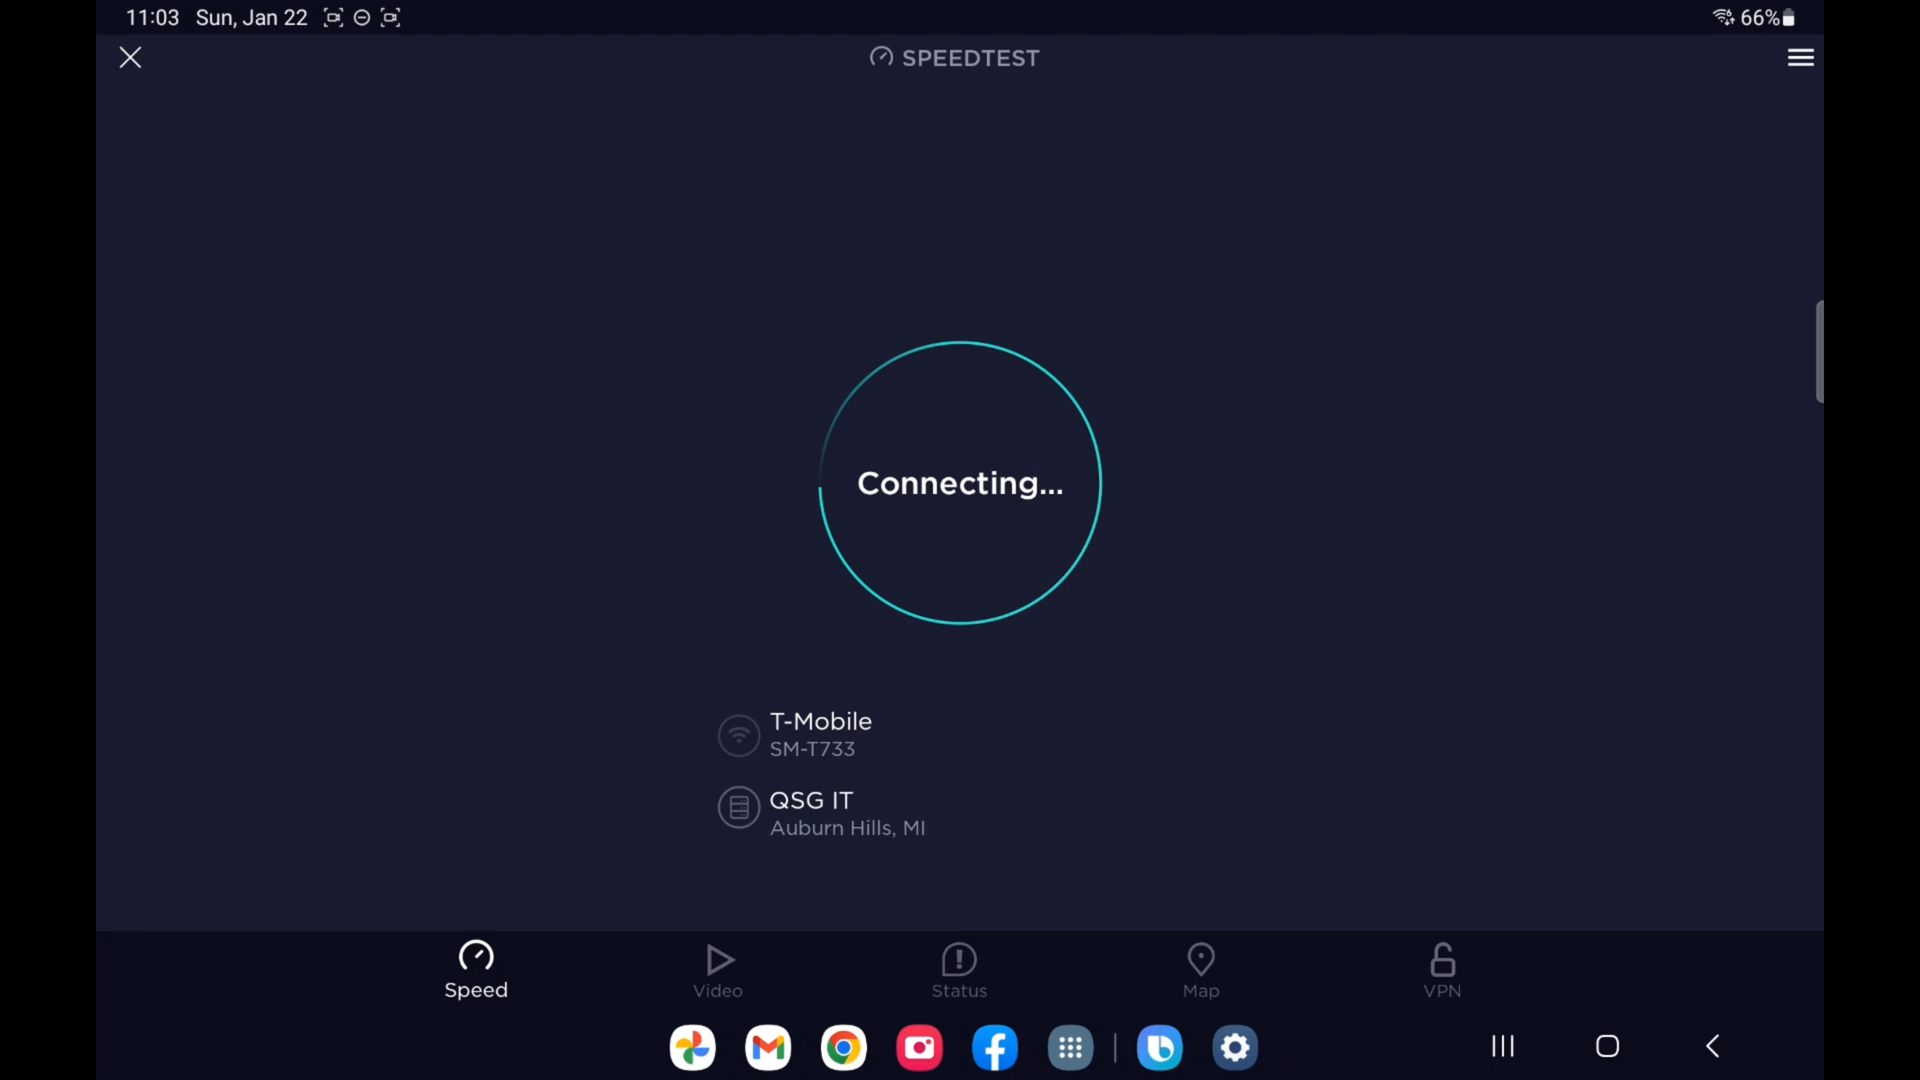 11:03 Sun, Jan 22
66%
SPEEDTEST
Connecting...
T-Mobile
SM-T733
QSG IT
Auburn Hills, MI
Speed
Video
Status
Map
VPN